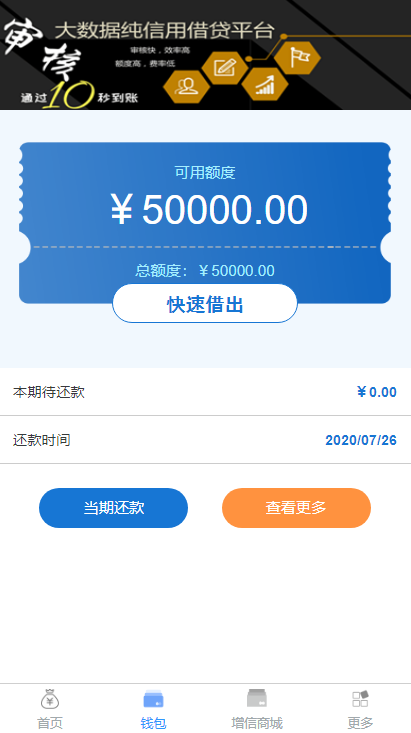 审核
大数据纯信用借贷平台
审核快，效率高
额度高，费率低
通过10秒到账
可用额度
￥50000.00
总额度：￥50000.00
快速借出
本期待还款 ￥0.00
还款时间 2020/07/26
当期还款 查看更多
首页 钱包 增信商城 更多